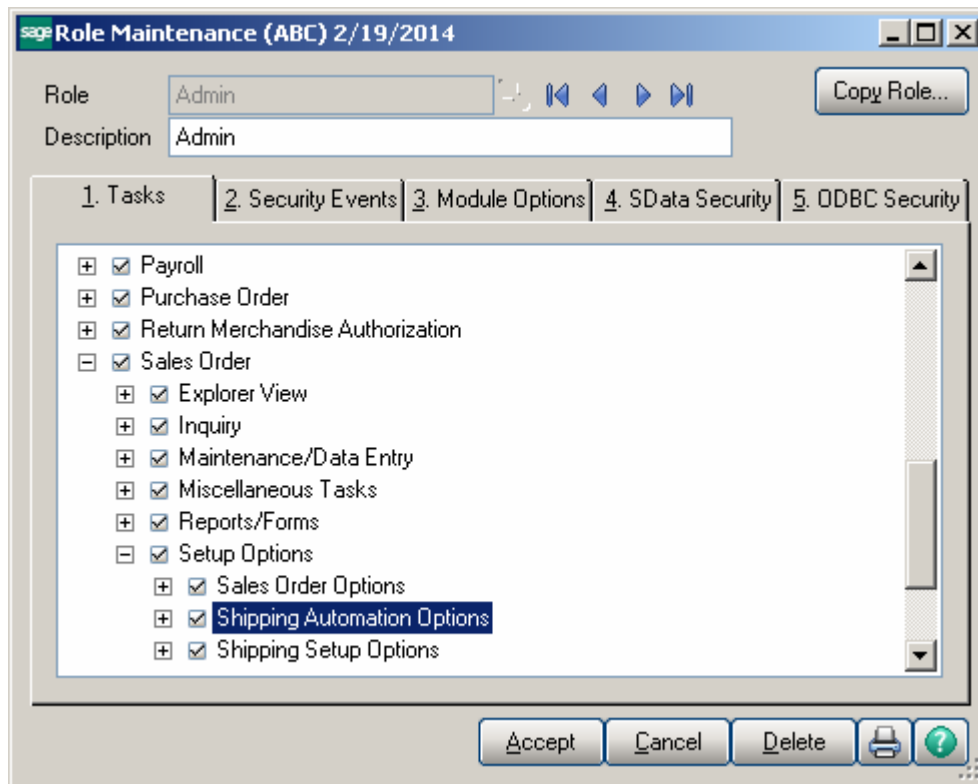 sage Role Maintenance (ABC) 2/19/2014
Role Admin Copy Role...
Description Admin
1. Tasks 2. Security Events 3. Module Options 4. SData Security 5. ODBC Security
Payroll
Purchase Order
Return Merchandise Authorization
Sales Order
Explorer View
Inquiry
Maintenance/Data Entry
Miscellaneous Tasks
Reports/Forms
Setup Options
Sales Order Options
Shipping Automation Options
Shipping Setup Options
Accept Cancel Delete ?